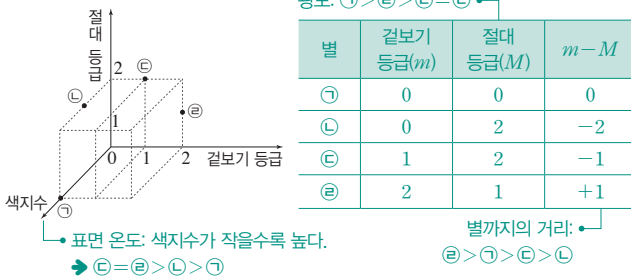 광도: ㉠>㉣>㉡=㉢
절대 등급
2
㉢
㉡
㉣
1
0 1 2 겉보기 등급
색지수
㉠
표면 온도: 색지수가 작을수록 높다.
➔ ㉢=㉣>㉡>㉠
별 겉보기 등급(m) 절대 등급(M) m-M
㉠ 0 0 0
㉡ 0 2 -2
㉢ 1 2 -1
㉣ 2 1 +1
별까지의 거리:
㉣>㉠>㉢>㉡